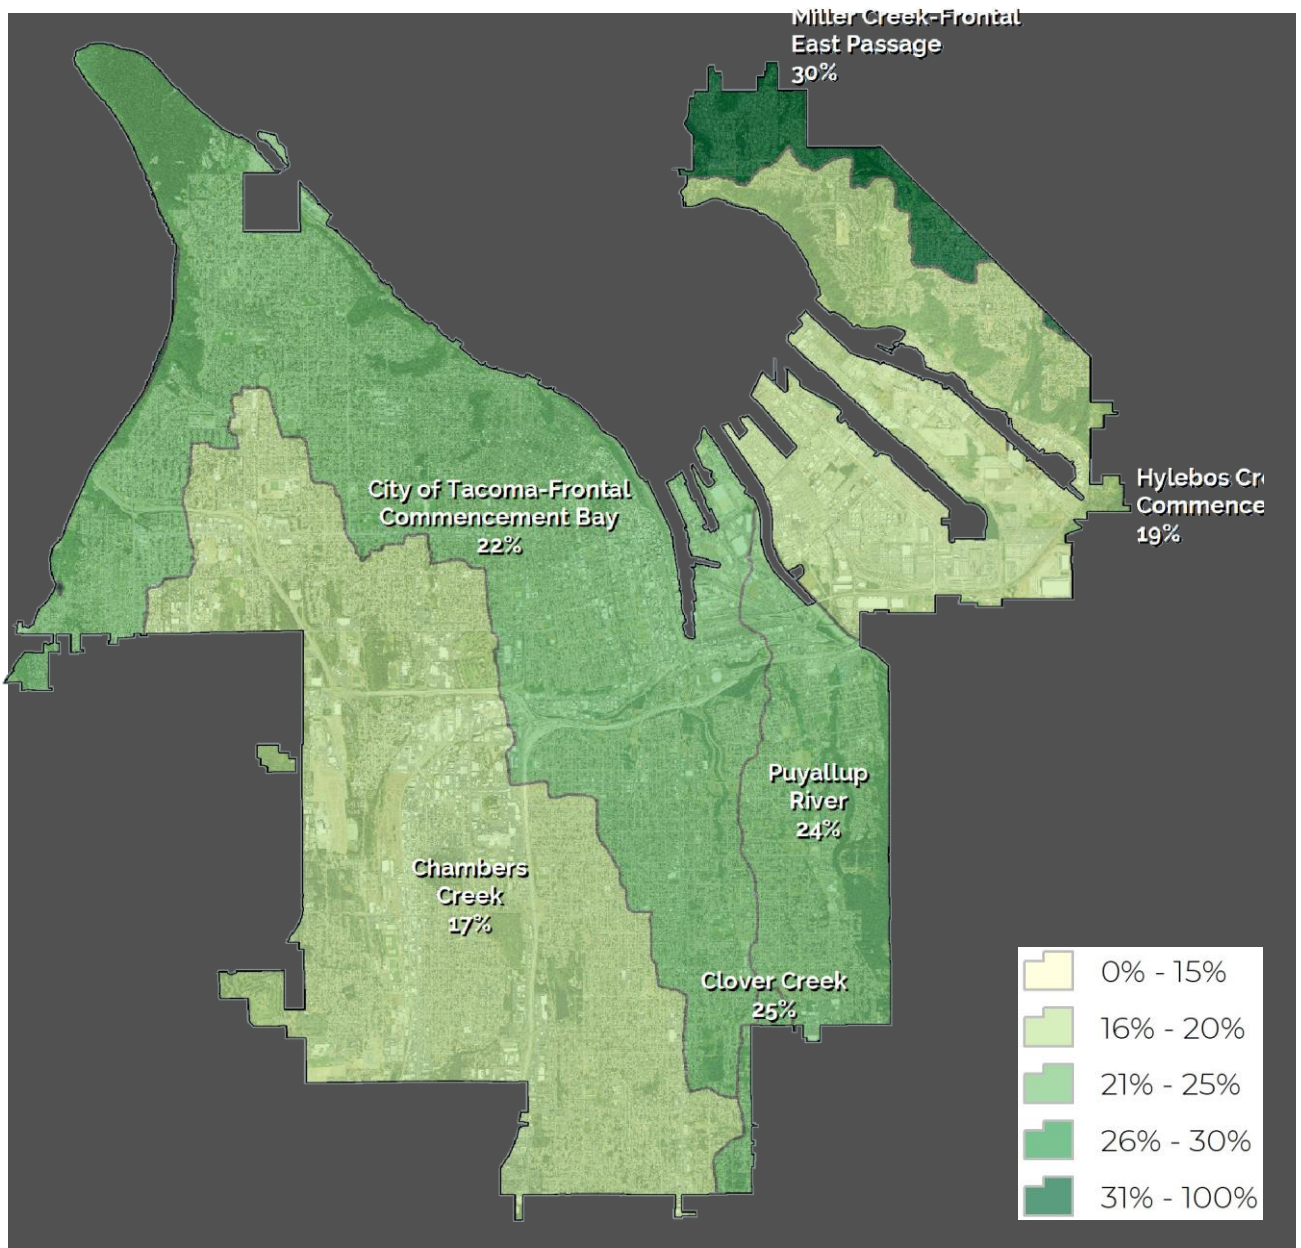 Miller Creek-Frontal
East Passage
30%
City of Tacoma-Frontal
Commencement Bay
22%
Hylebos Cr
Commence
19%
Puyallup
River
24%
Chambers
Creek
17%
Clover Creek
25%
0% - 15%
16% - 20%
21% - 25%
26% - 30%
31% - 100%